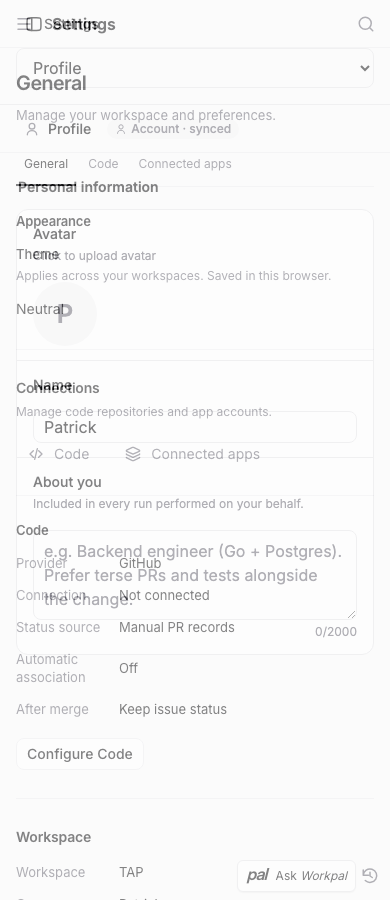 Settings
Settings
Profile
General
Manage your workspace and preferences.
Profile
Account · synced
General
Code
Connected apps
Personal information
Appearance
Avatar
Theme
Click to upload avatar
Applies across your workspaces. Saved in this browser.
Neutral
P
Name
Connections
Manage code repositories and app accounts.
Patrick
Code
Connected apps
About you
Included in every run performed on your behalf.
Code
e.g. Backend engineer (Go + Postgres).
Prefer terse PRs and tests alongside
the change.
Provider
GitHub
Connection
Not connected
Status source
Manual PR records
0/2000
Automatic
association
Off
After merge
Keep issue status
Configure Code
Workspace
Workspace
TAP
pal Ask Workpal